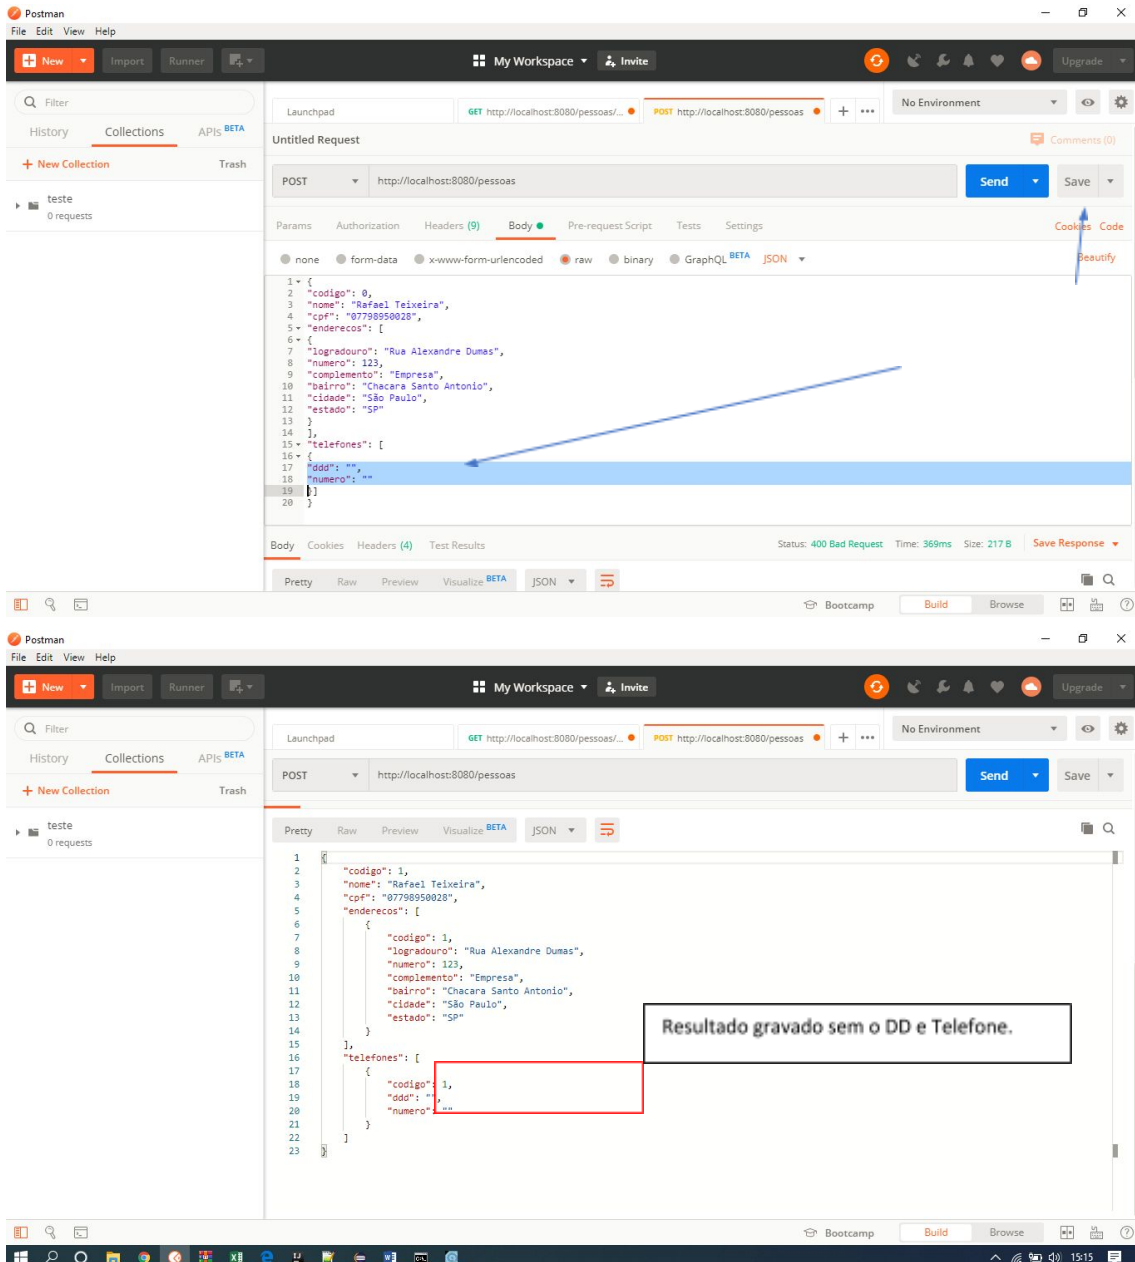 Postman
File Edit View Help
New Import Runner My Workspace Invite Upgrade
Filter
History Collections APIs BETA
+ New Collection Trash
teste
0 requests
Launchpad GET http://localhost:8080/pessoas/... POST http://localhost:8080/pessoas + ••• No Environment
Untitled Request Comments (0)
POST http://localhost:8080/pessoas Send Save
Params Authorization Headers (9) Body Pre-request Script Tests Settings Cookies Code
none form-data x-www-form-urlencoded raw binary GraphQL BETA JSON Beautify
1 {
2 "codigo": 0,
3 "nome": "Rafael Teixeira",
4 "cpf": "07798950028",
5 "enderecos": [
6 {
7 "logradouro": "Rua Alexandre Dumas",
8 "numero": 123,
9 "complemento": "Empresa",
10 "bairro": "Chacara Santo Antonio",
11 "cidade": "São Paulo",
12 "estado": "SP"
13 }
14 ],
15 "telefones": [
16 {
17 "ddd": "",
18 "numero": ""
19 }]
20 }
Body Cookies Headers (4) Test Results Status: 400 Bad Request Time: 369ms Size: 217 B Save Response
Pretty Raw Preview Visualize BETA JSON
Bootcamp Build Browse
Postman
File Edit View Help
New Import Runner My Workspace Invite Upgrade
Filter
History Collections APIs BETA
+ New Collection Trash
teste
0 requests
Launchpad GET http://localhost:8080/pessoas/... POST http://localhost:8080/pessoas + ••• No Environment
POST http://localhost:8080/pessoas Send Save
Pretty Raw Preview Visualize BETA JSON
1 {
2 "codigo": 1,
3 "nome": "Rafael Teixeira",
4 "cpf": "07798950028",
5 "enderecos": [
6 {
7 "codigo": 1,
8 "logradouro": "Rua Alexandre Dumas",
9 "numero": 123,
10 "complemento": "Empresa",
11 "bairro": "Chacara Santo Antonio",
12 "cidade": "São Paulo",
13 "estado": "SP"
14 }
15 ],
16 "telefones": [
17 {
18 "codigo": 1,
19 "ddd": "",
20 "numero": ""
21 }
22 ]
23 }
Resultado gravado sem o DD e Telefone.
Bootcamp Build Browse
15:15